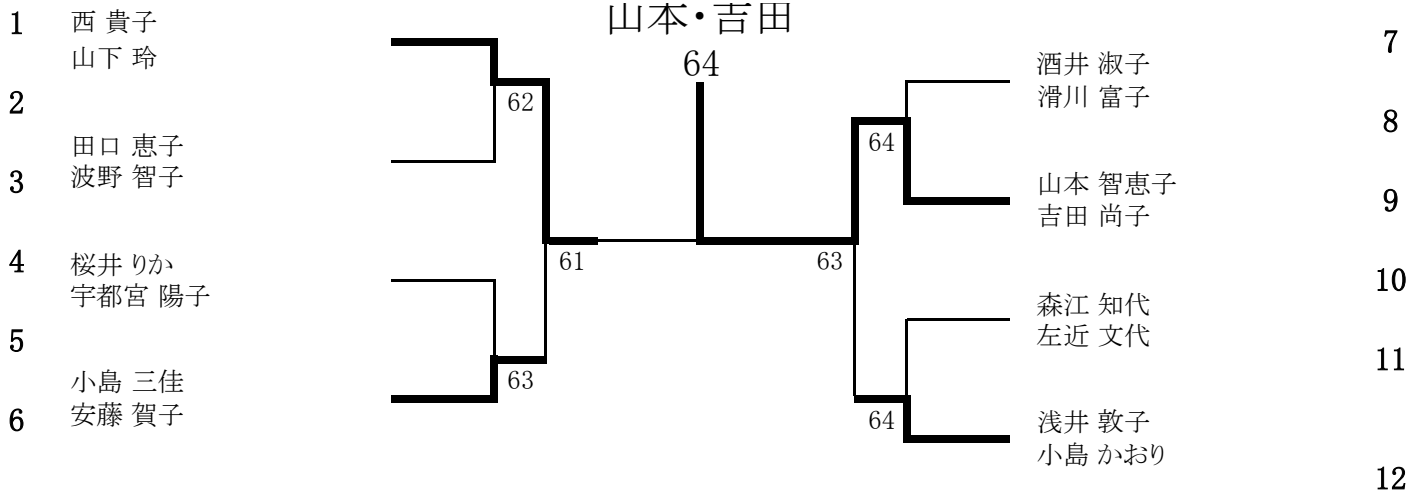 山本・吉田
64
1
西 貴子
山下 玲
2
62
田口 恵子
波野 智子
3
4
桜井 りか
宇都宮 陽子
61
5
小島 三佳
安藤 賀子
63
6
7
酒井 淑子
滑川 富子
8
64
山本 智恵子
吉田 尚子
9
63
10
森江 知代
左近 文代
11
64
浅井 敦子
小島 かおり
12